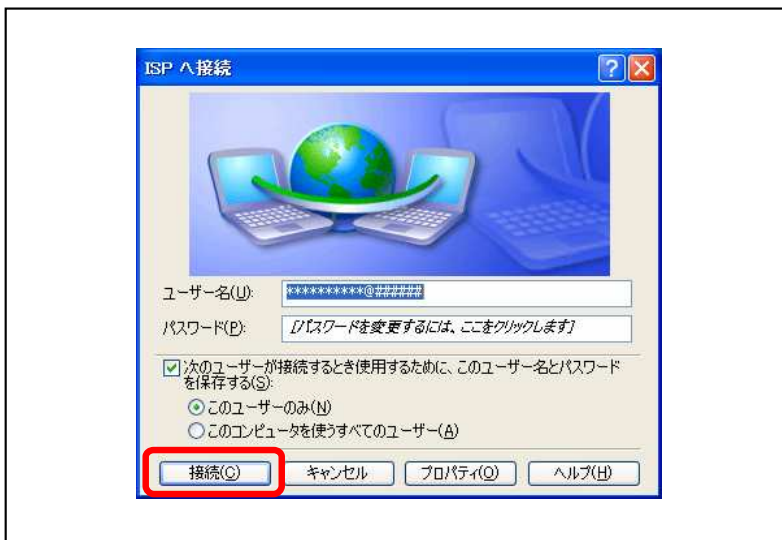 ISP へ接続
ユーザー名(U):
**********@######
パスワード(P):
[パスワードを変更するには、ここをクリックします]
次のユーザーが接続するとき使用するために、このユーザー名とパスワード
を保存する(S):
このユーザーのみ(N)
このコンピュータを使うすべてのユーザー(A)
接続(C)
キャンセル
プロパティ(O)
ヘルプ(H)